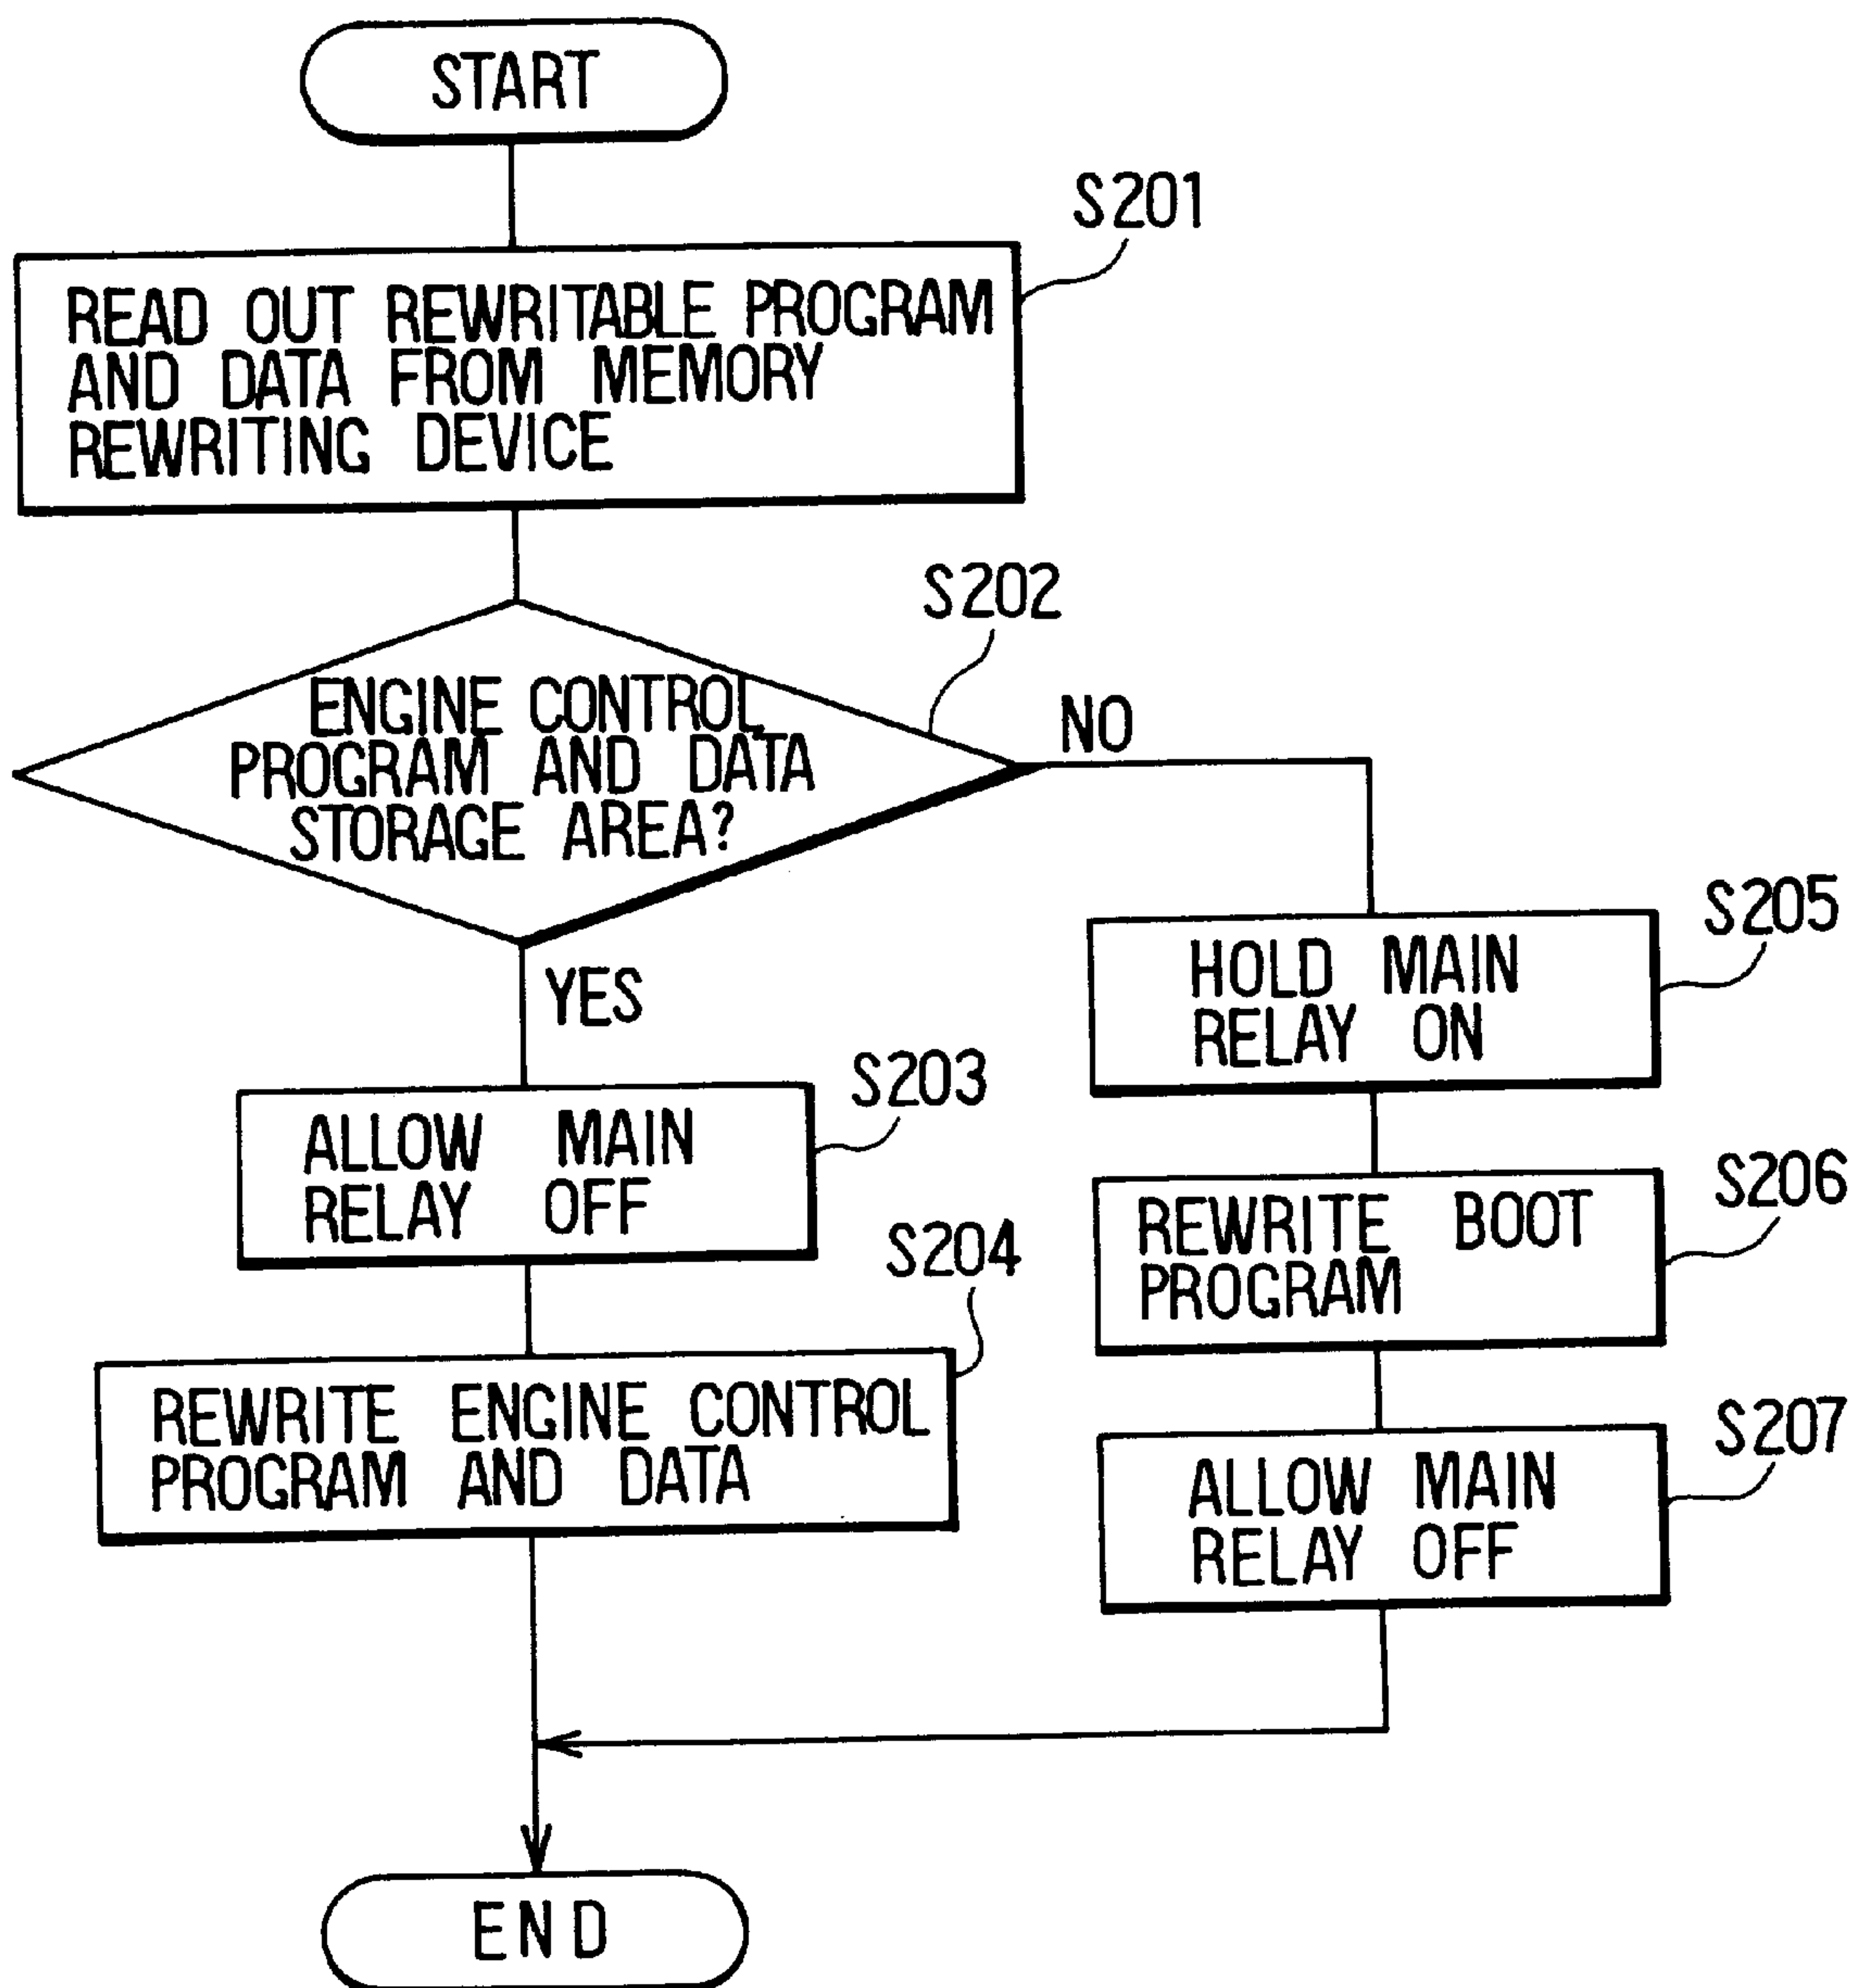 START
S201
READ OUT REWRITABLE PROGRAM
AND DATA FROM MEMORY
REWRITING DEVICE
S202
ENGINE CONTROL
PROGRAM AND DATA
STORAGE AREA?
NO
YES
S203
ALLOW MAIN
RELAY OFF
S204
REWRITE ENGINE CONTROL
PROGRAM AND DATA
S205
HOLD MAIN
RELAY ON
S206
REWRITE BOOT
PROGRAM
S207
ALLOW MAIN
RELAY OFF
END